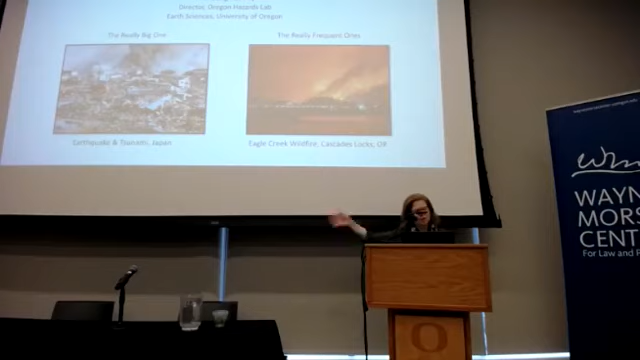 Director, Oregon Hazards Lab
Earth Sciences, University of Oregon
The Really Big One
The Really Frequent Ones
Earthquake & Tsunami, Japan
Eagle Creek Wildfire, Cascades Locks, OR
WAYN
MORS
CENT
For Law and P
O